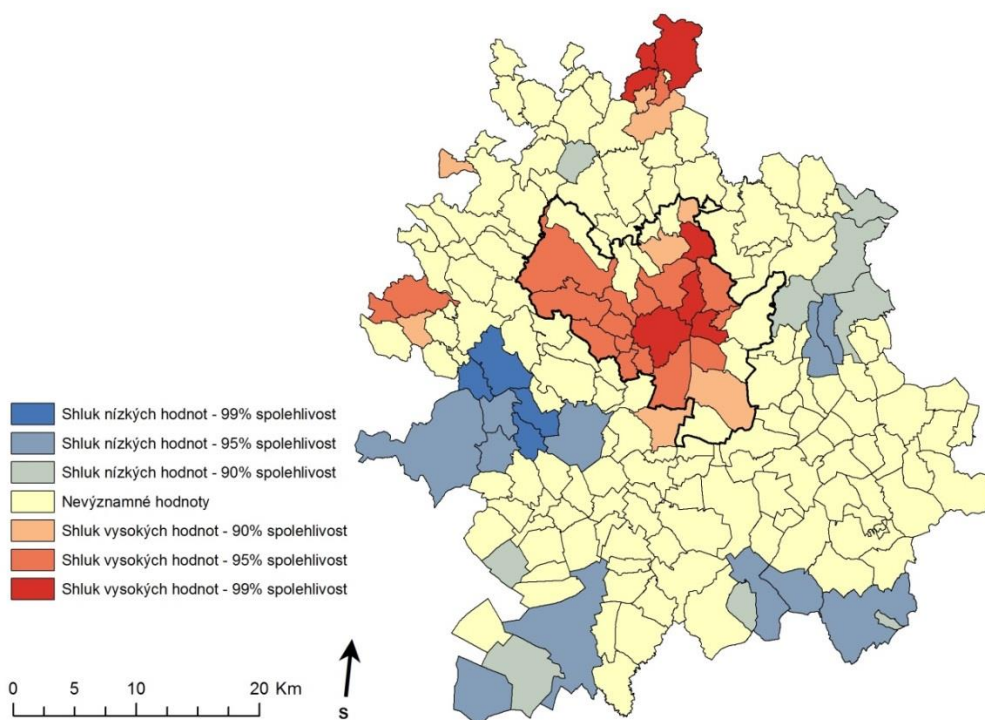 Shluk nízkých hodnot - 99% spolehlivost
Shluk nízkých hodnot - 95% spolehlivost
Shluk nízkých hodnot - 90% spolehlivost
Nevýznamné hodnoty
Shluk vysokých hodnot - 90% spolehlivost
Shluk vysokých hodnot - 95% spolehlivost
Shluk vysokých hodnot - 99% spolehlivost
0 5 10 20 Km
S